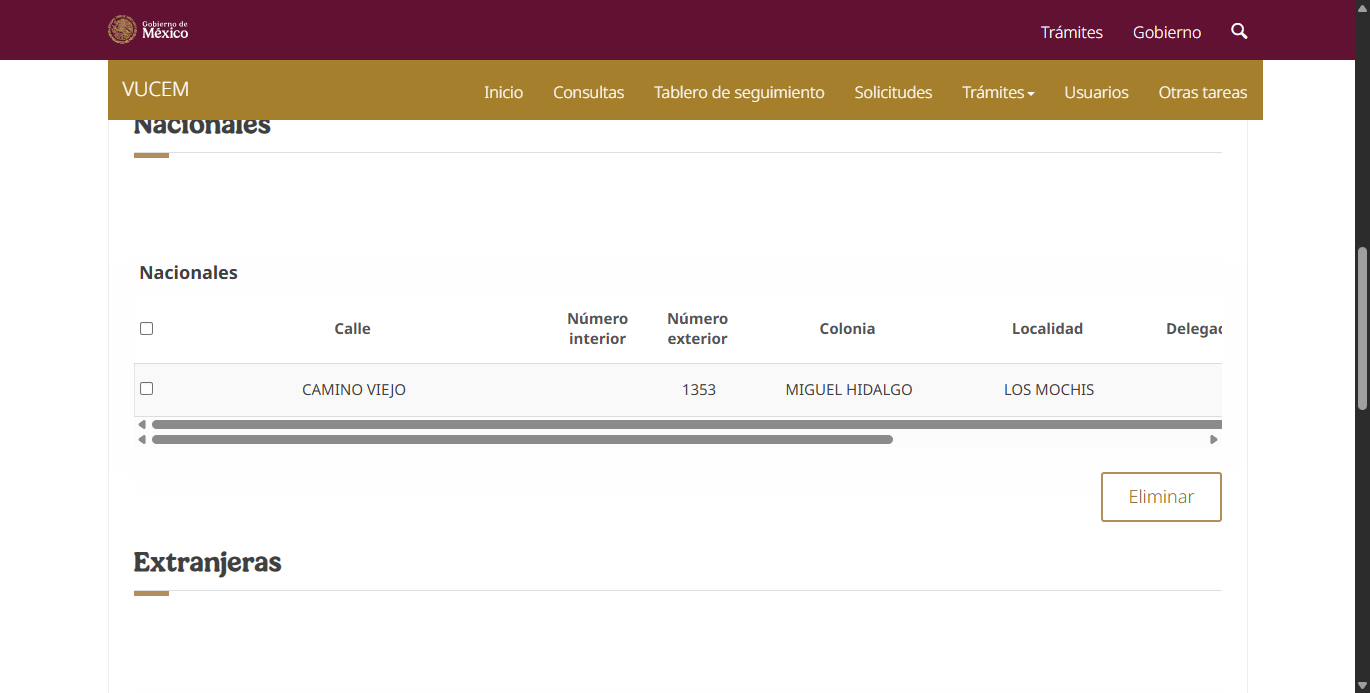 Gobierno de
México
Trámites Gobierno
VUCEM
Inicio Consultas Tablero de seguimiento Solicitudes Trámites Usuarios Otras tareas
Nacionales
Nacionales
Calle Número interior Número exterior Colonia Localidad Delegac
CAMINO VIEJO 1353 MIGUEL HIDALGO LOS MOCHIS
Eliminar
Extranjeras